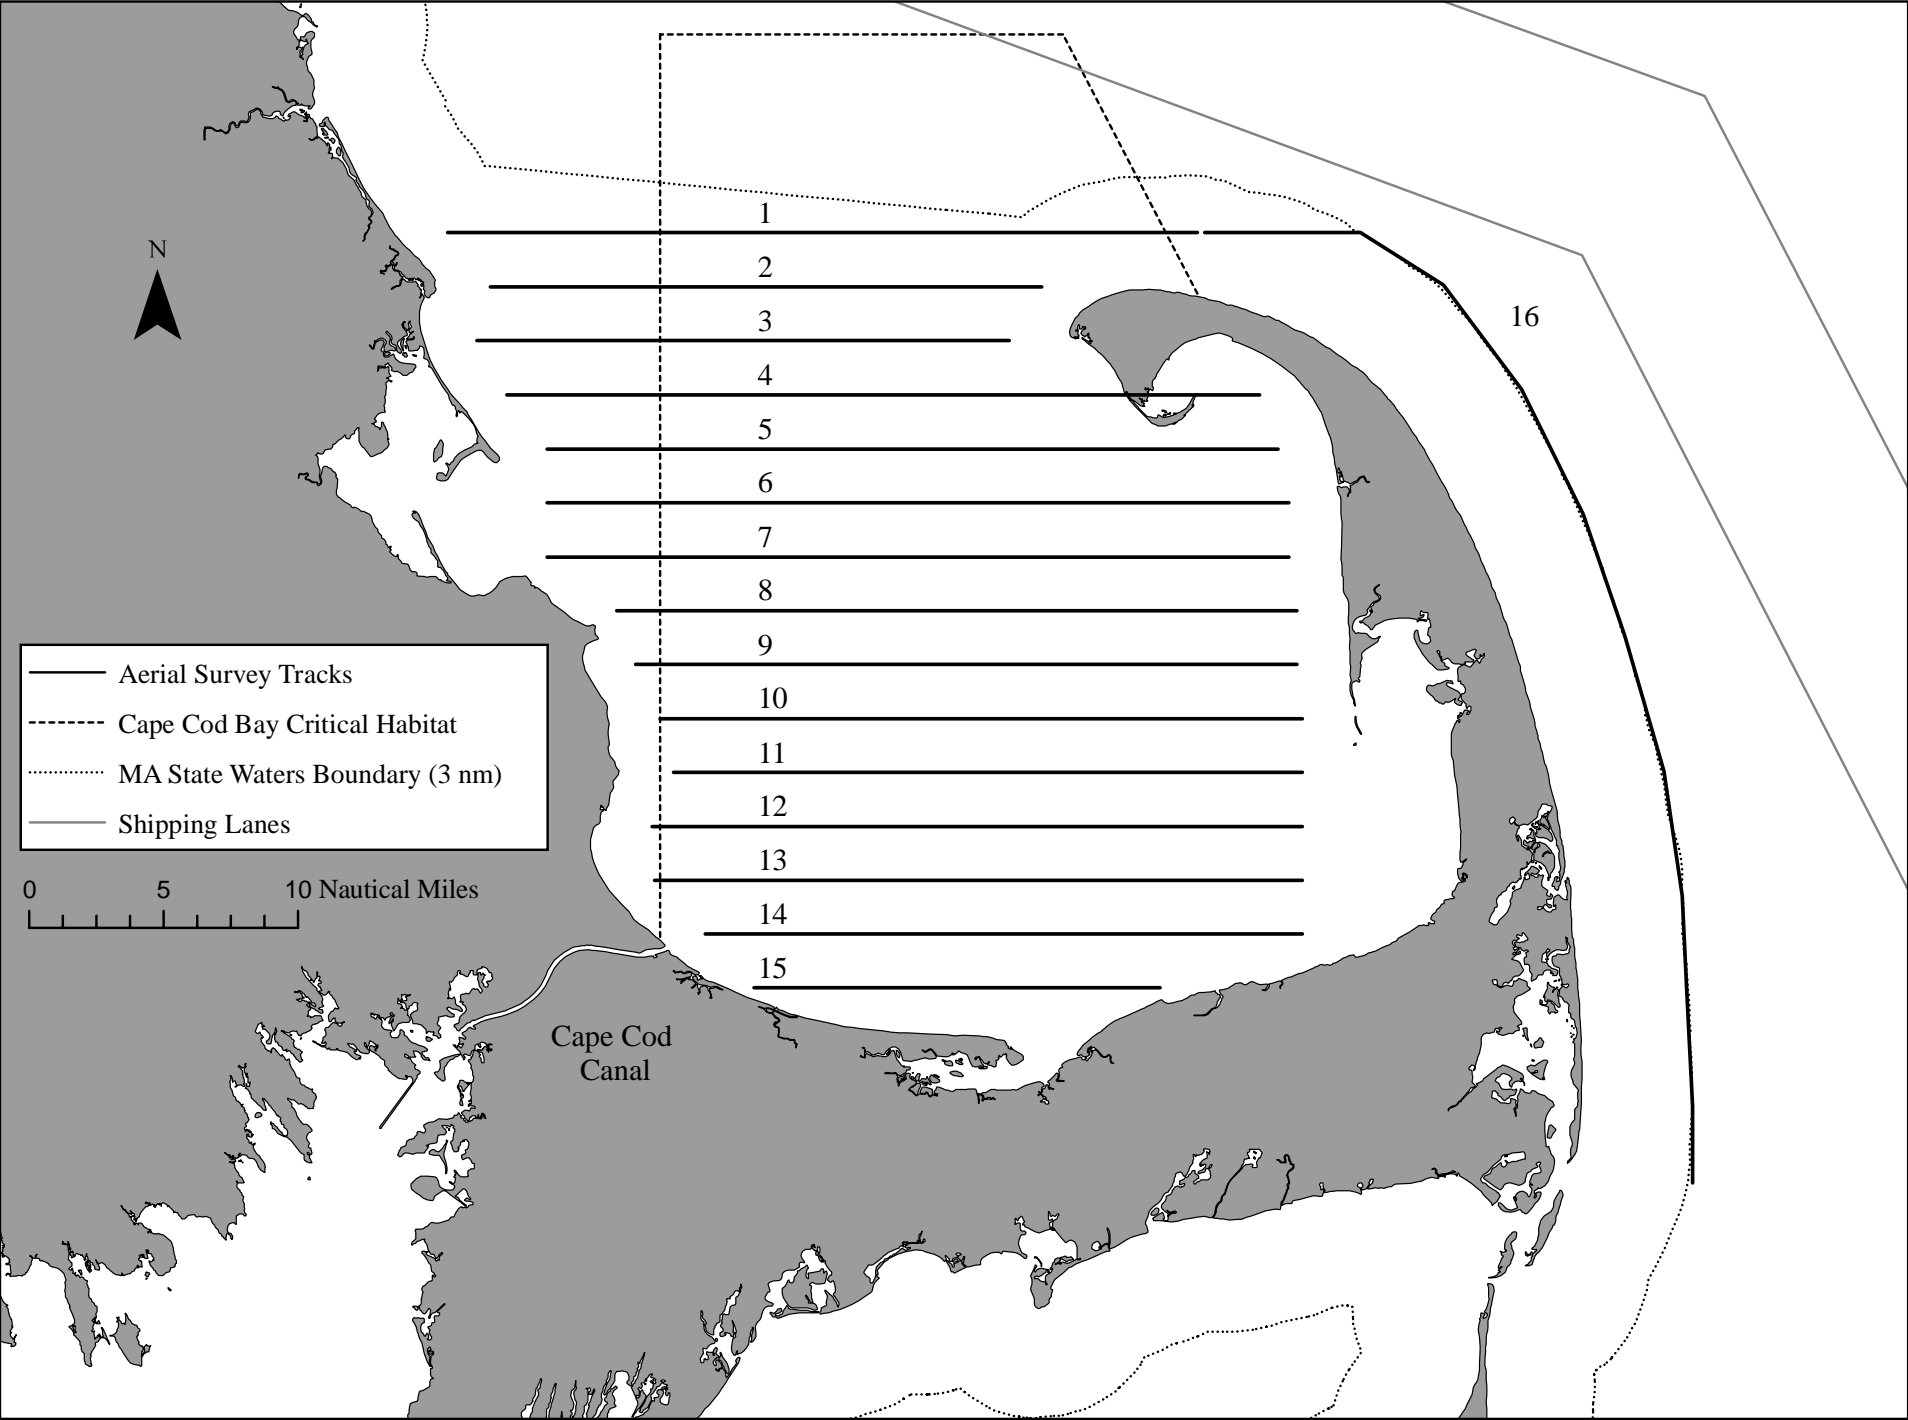 1
2
N
3
16
4
5
6
7
8
9
Aerial Survey Tracks
10
Cape Cod Bay Critical Habitat
11
MA State Waters Boundary (3 nm)
12
Shipping Lanes
13
0 5 10 Nautical Miles
14
15
Cape Cod
Canal